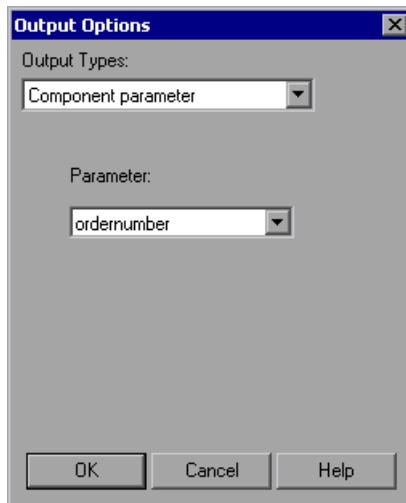 Output Options
Output Types:
Component parameter
Parameter:
ordernumber
OK Cancel Help